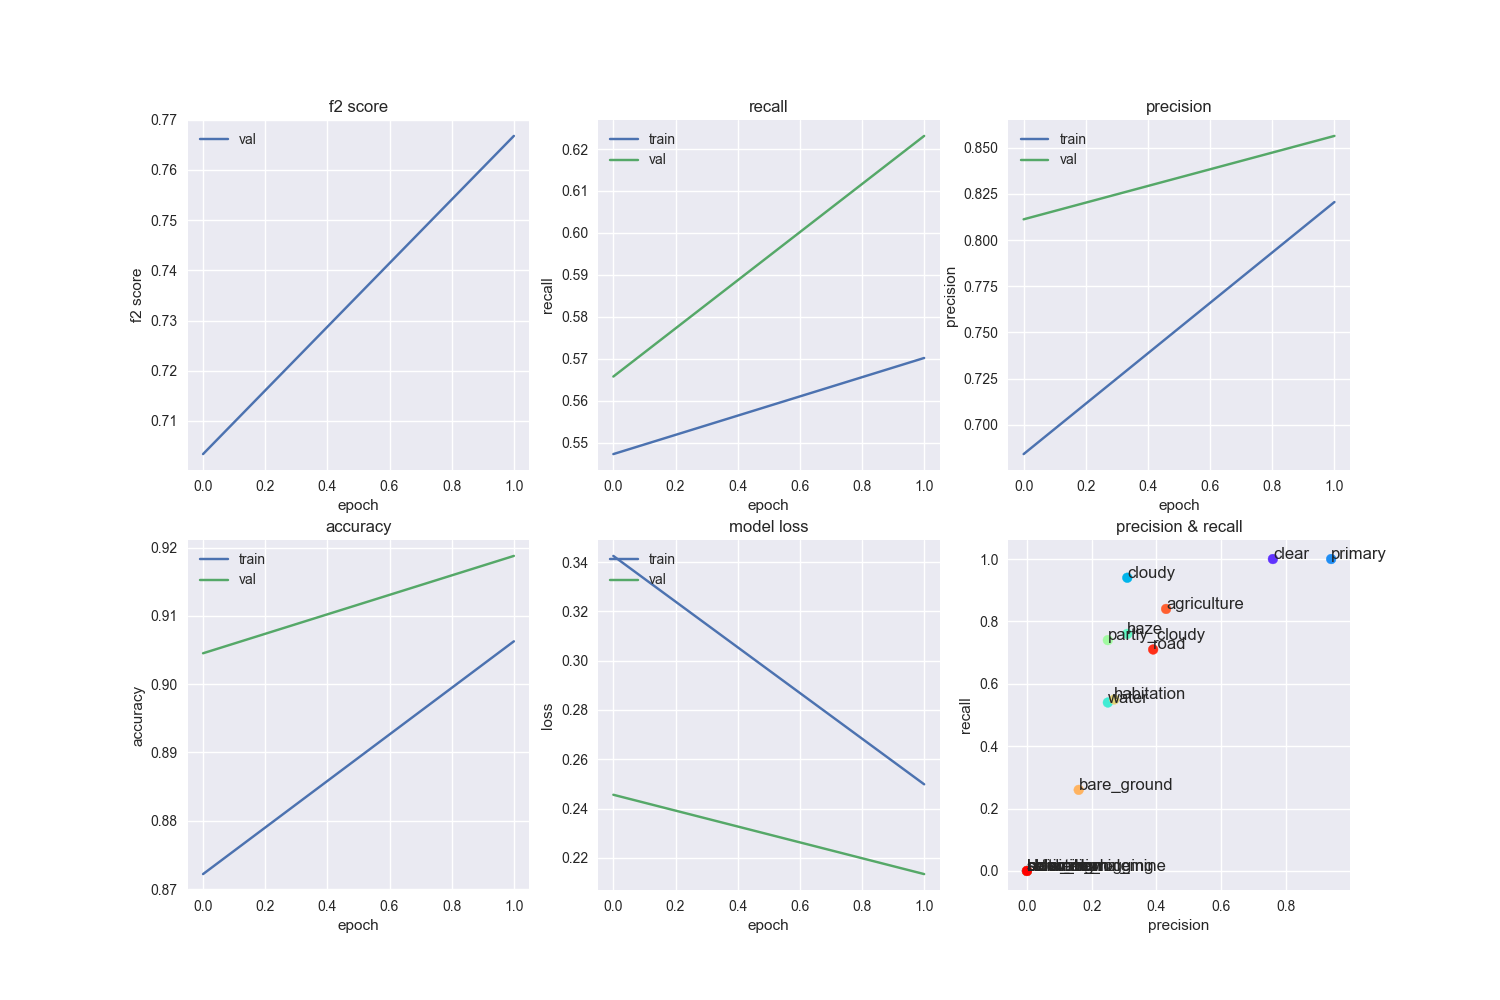 f2 score
val
0.77
0.76
0.75
0.74
0.73
0.72
0.71
f2 score
0.0 0.2 0.4 0.6 0.8 1.0
epoch
recall
train
val
0.62
0.61
0.60
0.59
0.58
0.57
0.56
0.55
recall
0.0 0.2 0.4 0.6 0.8 1.0
epoch
precision
train
val
0.850
0.825
0.800
0.775
0.750
0.725
0.700
precision
0.0 0.2 0.4 0.6 0.8 1.0
epoch
accuracy
train
val
0.92
0.91
0.90
0.89
0.88
0.87
accuracy
0.0 0.2 0.4 0.6 0.8 1.0
epoch
model loss
train
val
0.34
0.32
0.30
0.28
0.26
0.24
0.22
loss
0.0 0.2 0.4 0.6 0.8 1.0
epoch
precision & recall
clear
primary
cloudy
agriculture
haze
partly_cloudy
road
habitation
water
bare_ground
1.0
0.8
0.6
0.4
0.2
0.0
recall
0.0 0.2 0.4 0.6 0.8
precision